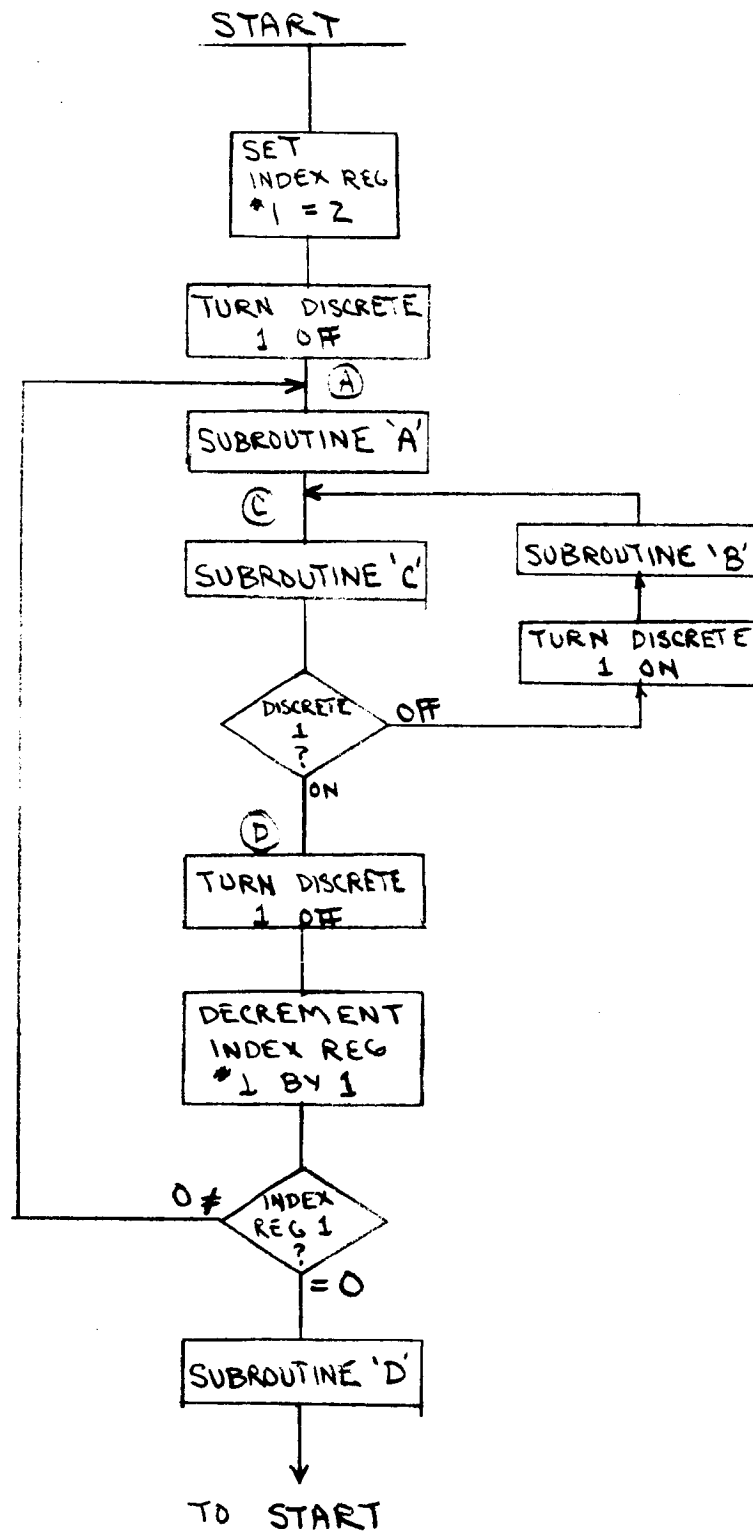 START
SET
INDEX REG
#1 = 2
TURN DISCRETE
1 OFF
A
SUBROUTINE 'A'
C
SUBROUTINE 'C'
SUBROUTINE 'B'
TURN DISCRETE
1 ON
DISCRETE
1
?
OFF
ON
D
TURN DISCRETE
1 OFF
DECREMENT
INDEX REG
#1 BY 1
0 ≠
INDEX
REG 1
?
= 0
SUBROUTINE 'D'
TO START